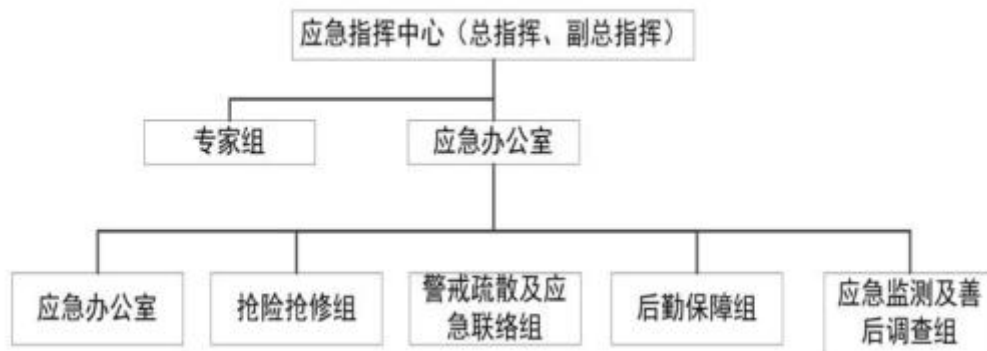 应急指挥中心（总指挥、副总指挥）
专家组
应急办公室
应急办公室
抢险抢修组
警戒疏散及应
急联络组
后勤保障组
应急监测及善
后调查组